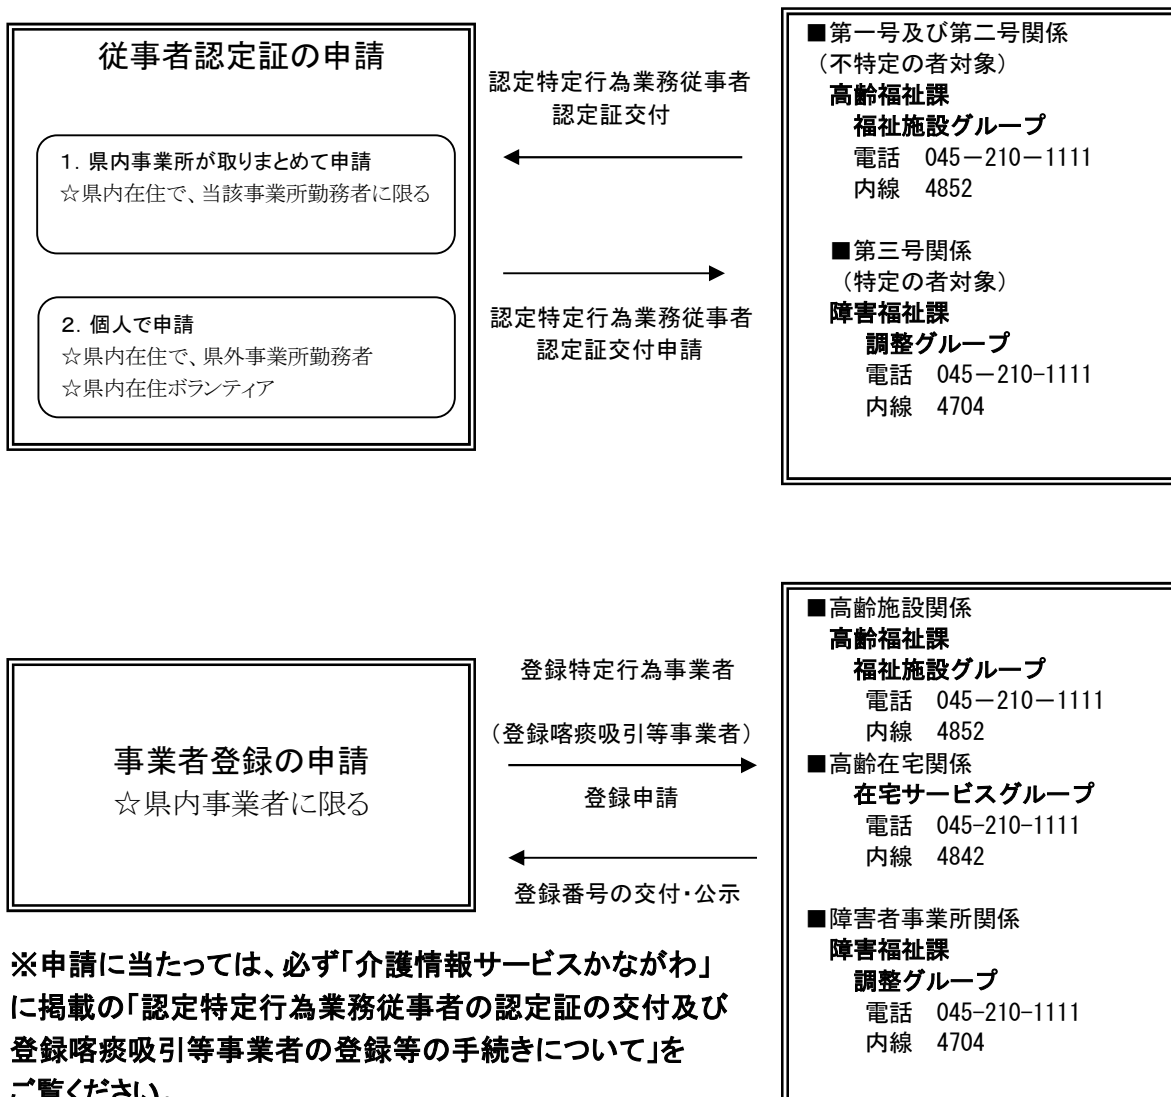 従事者認定証の申請
1．県内事業所が取りまとめて申請
☆県内在住で、当該事業所勤務者に限る
2．個人で申請
☆県内在住で、県外事業所勤務者
☆県内在住ボランティア
認定特定行為業務従事者
認定証交付
認定特定行為業務従事者
認定証交付申請
■第一号及び第二号関係
（不特定の者対象）
高齢福祉課
福祉施設グループ
電話　045－210－1111
内線　4852
■第三号関係
（特定の者対象）
障害福祉課
調整グループ
電話　045－210-1111
内線　4704
事業者登録の申請
☆県内事業者に限る
登録特定行為事業者
（登録喀痰吸引等事業者）
登録申請
登録番号の交付・公示
■高齢施設関係
高齢福祉課
福祉施設グループ
電話　045－210－1111
内線　4852
■高齢在宅関係
在宅サービスグループ
電話　045-210-1111
内線　4842
■障害者事業所関係
障害福祉課
調整グループ
電話　045-210-1111
内線　4704
※申請に当たっては、必ず「介護情報サービスかながわ」
に掲載の「認定特定行為業務従事者の認定証の交付及び
登録喀痰吸引等事業者の登録等の手続きについて」を
ご覧ください。